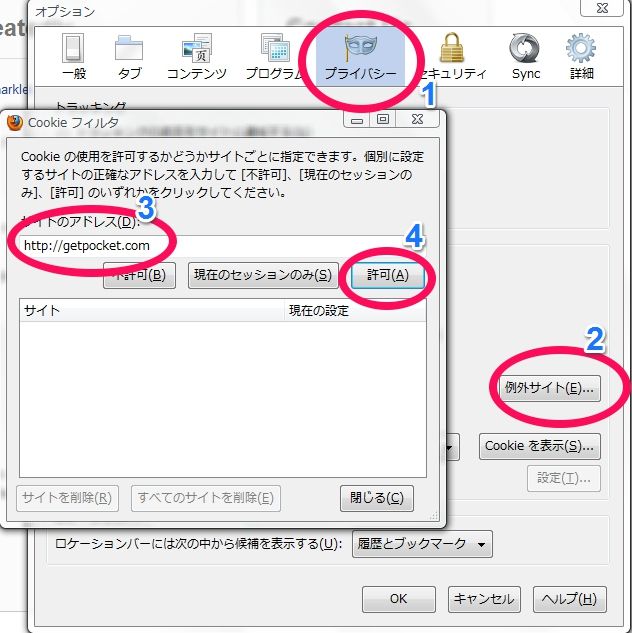 オプション
一般
タブ
コンテンツ
プログラム
プライバシー
セキュリティ
Sync
詳細
1
トラッキング
Cookie フィルタ
Cookie の使用を許可するかどうかサイトごとに指定できます。個別に設定
するサイトの正確なアドレスを入力して [不許可]、[現在のセッションの
み]、[許可] のいずれかをクリックしてください。
3
サイトのアドレス(D):
http://getpocket.com
4
不許可(B)
現在のセッションのみ(S)
許可(A)
サイト
現在の設定
2
例外サイト(E)...
Cookie を表示(S)...
設定(T)...
サイトを削除(R)
すべてのサイトを削除(E)
閉じる(C)
ロケーションバーには次の中から候補を表示する(U):
履歴とブックマーク
OK
キャンセル
ヘルプ(H)